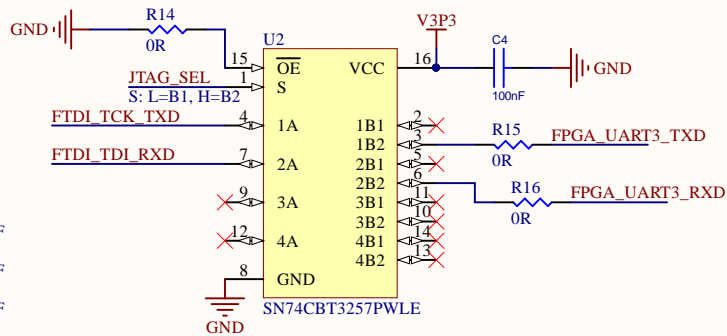 R14
GND
0R
V3P3
U2
C4
15 OE VCC 16
GND
JTAG_SEL 1 S
100nF
S: L=B1, H=B2
FTDI_TCK_TXD 4 1A 1B1 2
1B2 3 R15 FPGA_UART3_TXD
FTDI_TDI_RXD 7 2A 2B1 5 0R
2B2 6 R16 FPGA_UART3_RXD
9 3A 3B1 11 0R
3B2 10
12 4A 4B1 14
4B2 13
8 GND
SN74CBT3257PWLE
GND
F
F
F